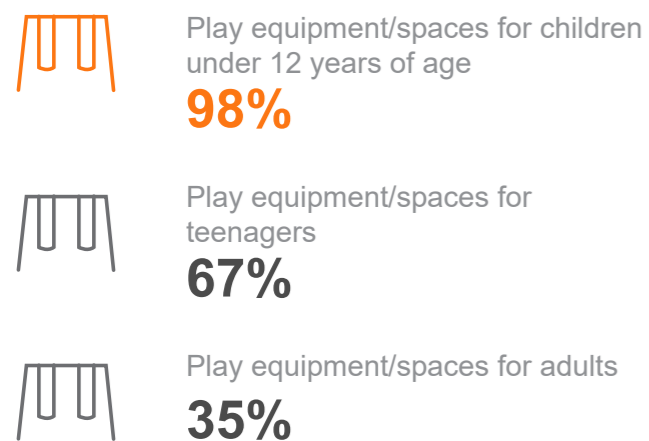 Play equipment/spaces for children
under 12 years of age
98%
Play equipment/spaces for
teenagers
67%
Play equipment/spaces for adults
35%